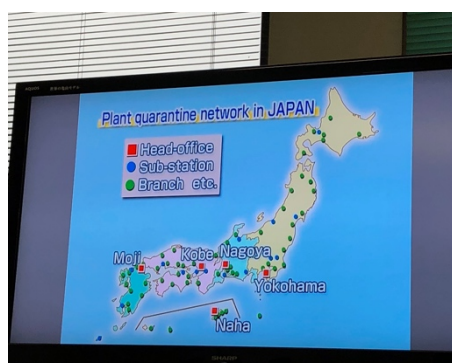 Plant quarantine network in JAPAN
Head-office
Sub-station
Branch etc.
Moji
Kobe
Nagoya
Yokohama
Naha